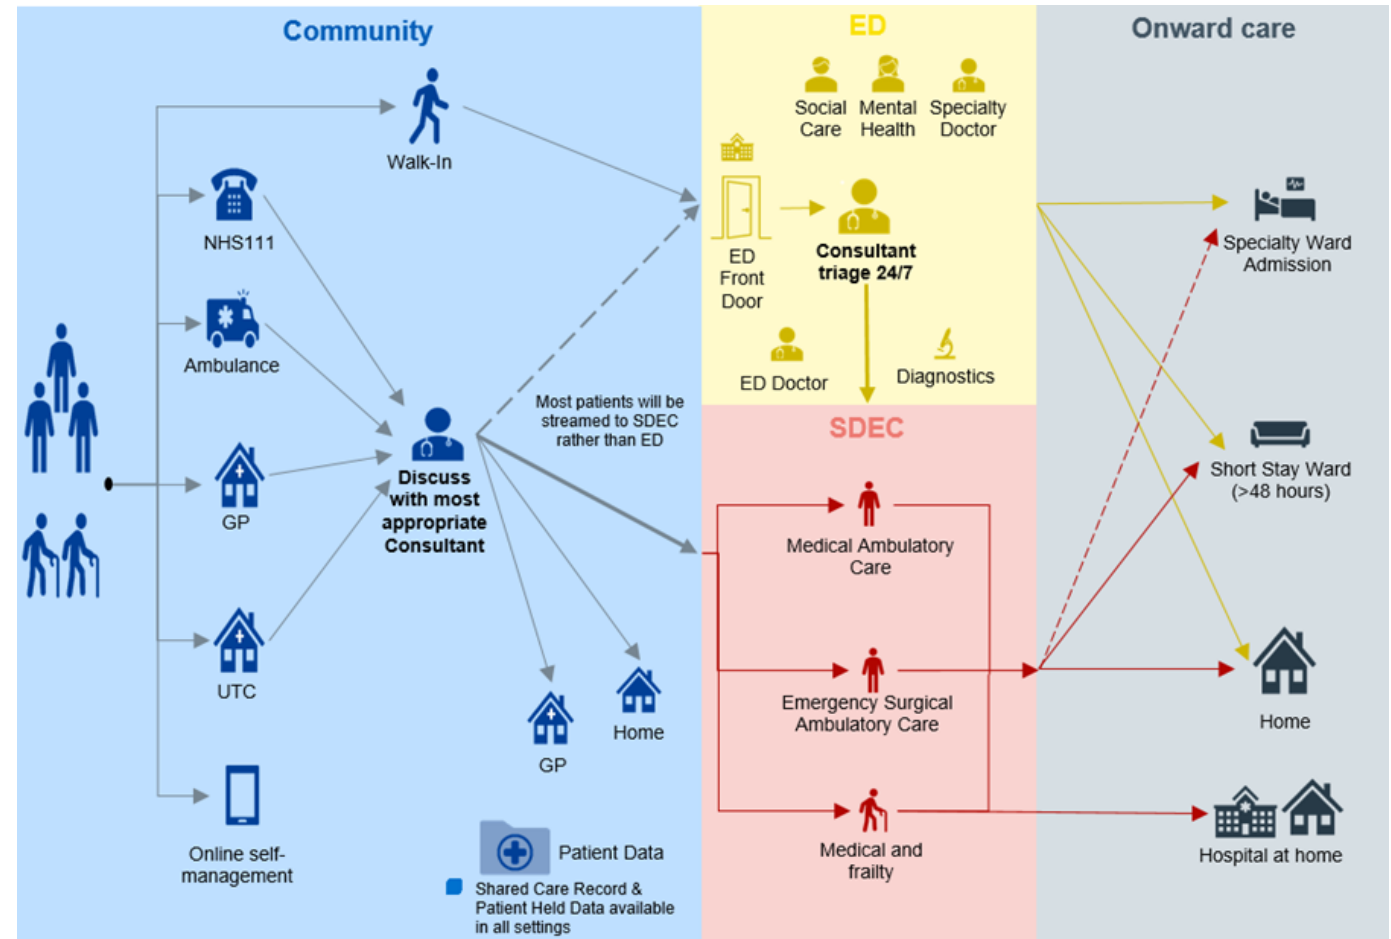 Community
Walk-In
NHS111
Ambulance
GP
UTC
Online self-
management
Discuss
with most
appropriate
Consultant
Most patients will be
streamed to SDEC
rather than ED
GP
Home
Patient Data
Shared Care Record &
Patient Held Data available
in all settings
ED
Social
Care
Mental
Health
Specialty
Doctor
ED
Front
Door
Consultant
triage 24/7
ED Doctor
Diagnostics
SDEC
Medical Ambulatory
Care
Emergency Surgical
Ambulatory Care
Medical and
frailty
Onward care
Specialty Ward
Admission
Short Stay Ward
(>48 hours)
Home
Hospital at home